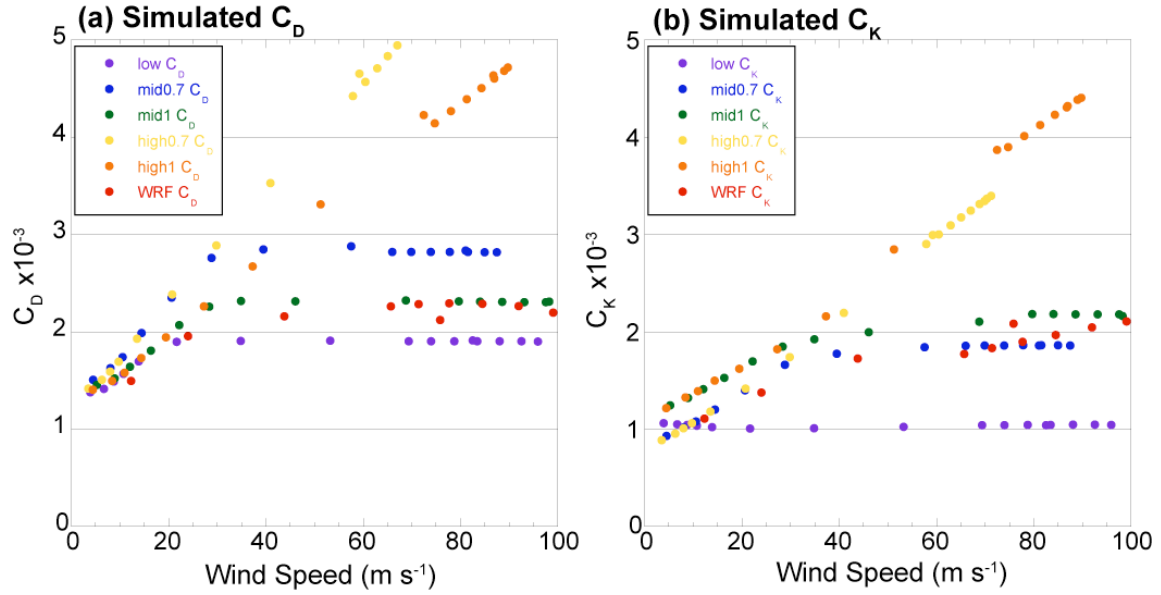 (a) Simulated C_D
5
4
3
2
1
0
C_D x10⁻³
low C_D
mid0.7 C_D
mid1 C_D
high0.7 C_D
high1 C_D
WRF C_D
0 20 40 60 80 100
Wind Speed (m s⁻¹)
(b) Simulated C_K
5
4
3
2
1
0
C_K x10⁻³
low C_K
mid0.7 C_K
mid1 C_K
high0.7 C_K
high1 C_K
WRF C_K
0 20 40 60 80 100
Wind Speed (m s⁻¹)